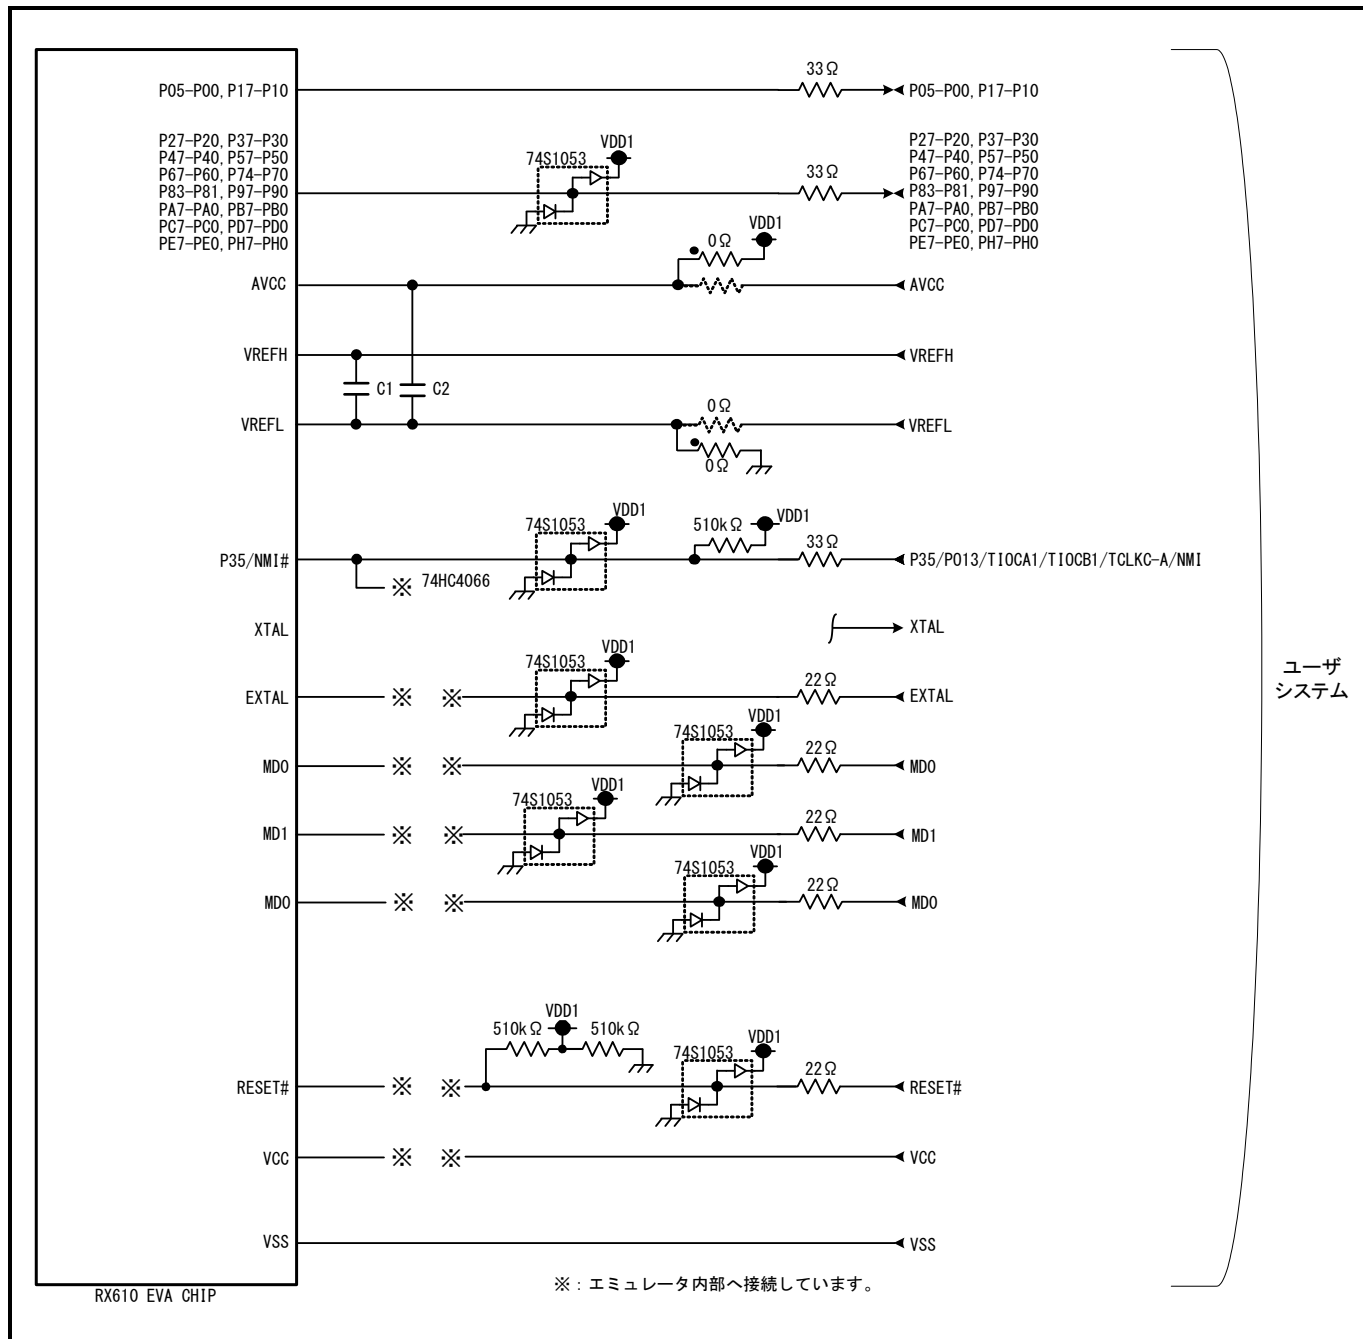 33Ω
P05-P00, P17-P10
P05-P00, P17-P10
P27-P20, P37-P30
P47-P40, P57-P50
P67-P60, P74-P70
P83-P81, P97-P90
PA7-PA0, PB7-PB0
PC7-PC0, PD7-PD0
PE7-PE0, PH7-PH0
74S1053
VDD1
33Ω
P27-P20, P37-P30
P47-P40, P57-P50
P67-P60, P74-P70
P83-P81, P97-P90
PA7-PA0, PB7-PB0
PC7-PC0, PD7-PD0
PE7-PE0, PH7-PH0
0Ω
VDD1
AVCC
AVCC
VREFH
VREFH
C1
C2
0Ω
VREFL
VREFL
0Ω
74S1053
VDD1
510kΩ
VDD1
33Ω
P35/NMI#
P35/PO13/TIOCA1/TIOCB1/TCLKC-A/NMI
※ 74HC4066
XTAL
XTAL
74S1053
VDD1
22Ω
EXTAL
※ ※
EXTAL
74S1053
VDD1
22Ω
MD0
※ ※
MD0
74S1053
VDD1
22Ω
MD1
※ ※
MD1
74S1053
VDD1
22Ω
MD0
※ ※
MD0
510kΩ
VDD1
510kΩ
74S1053
VDD1
22Ω
RESET#
※ ※
RESET#
VCC
※ ※
VCC
VSS
VSS
ユーザ
システム
RX610 EVA CHIP
※：エミュレータ内部へ接続しています。